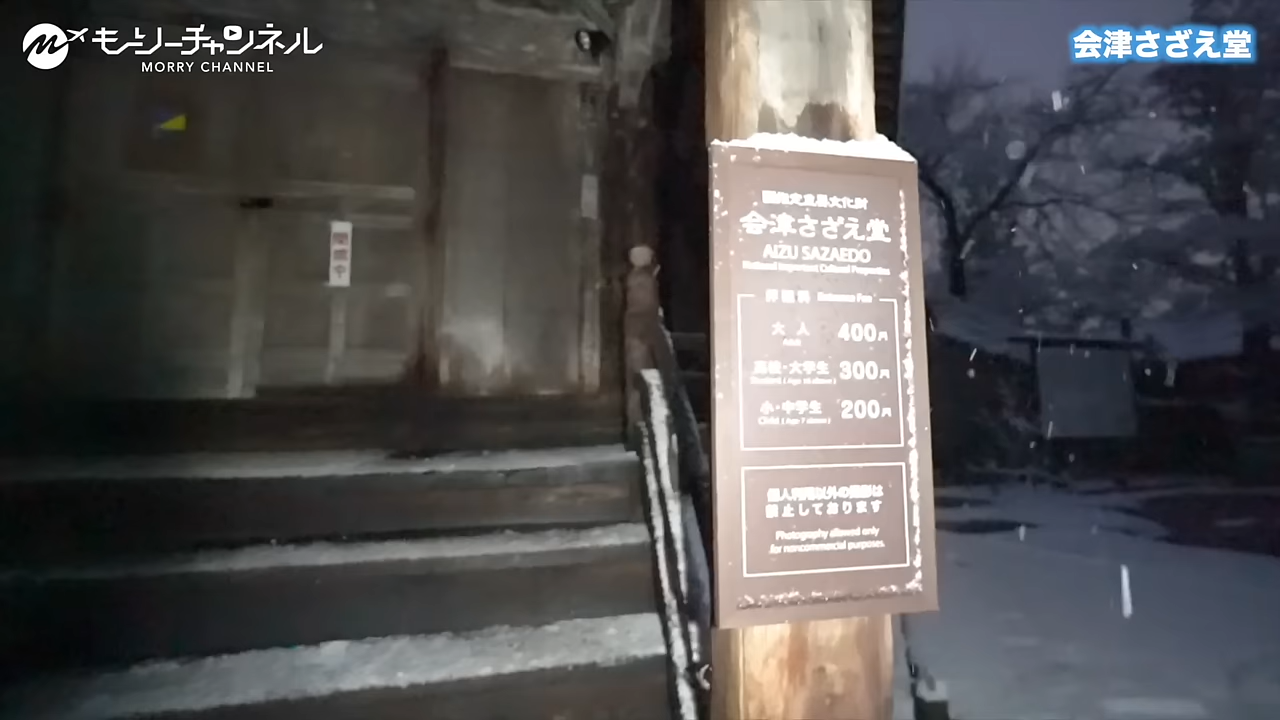 もーりーチャンネル
MORRY CHANNEL
会津さざえ堂
国指定重要文化財
会津さざえ堂
AIZU SAZAEDO
National Important Cultural Properties
拝観料 Entrance Fee
大人 400円
Adult
高校・大学生 300円
小・中学生 200円
個人利用以外の撮影は
禁止しております
Photography allowed only
for noncommercial purposes.